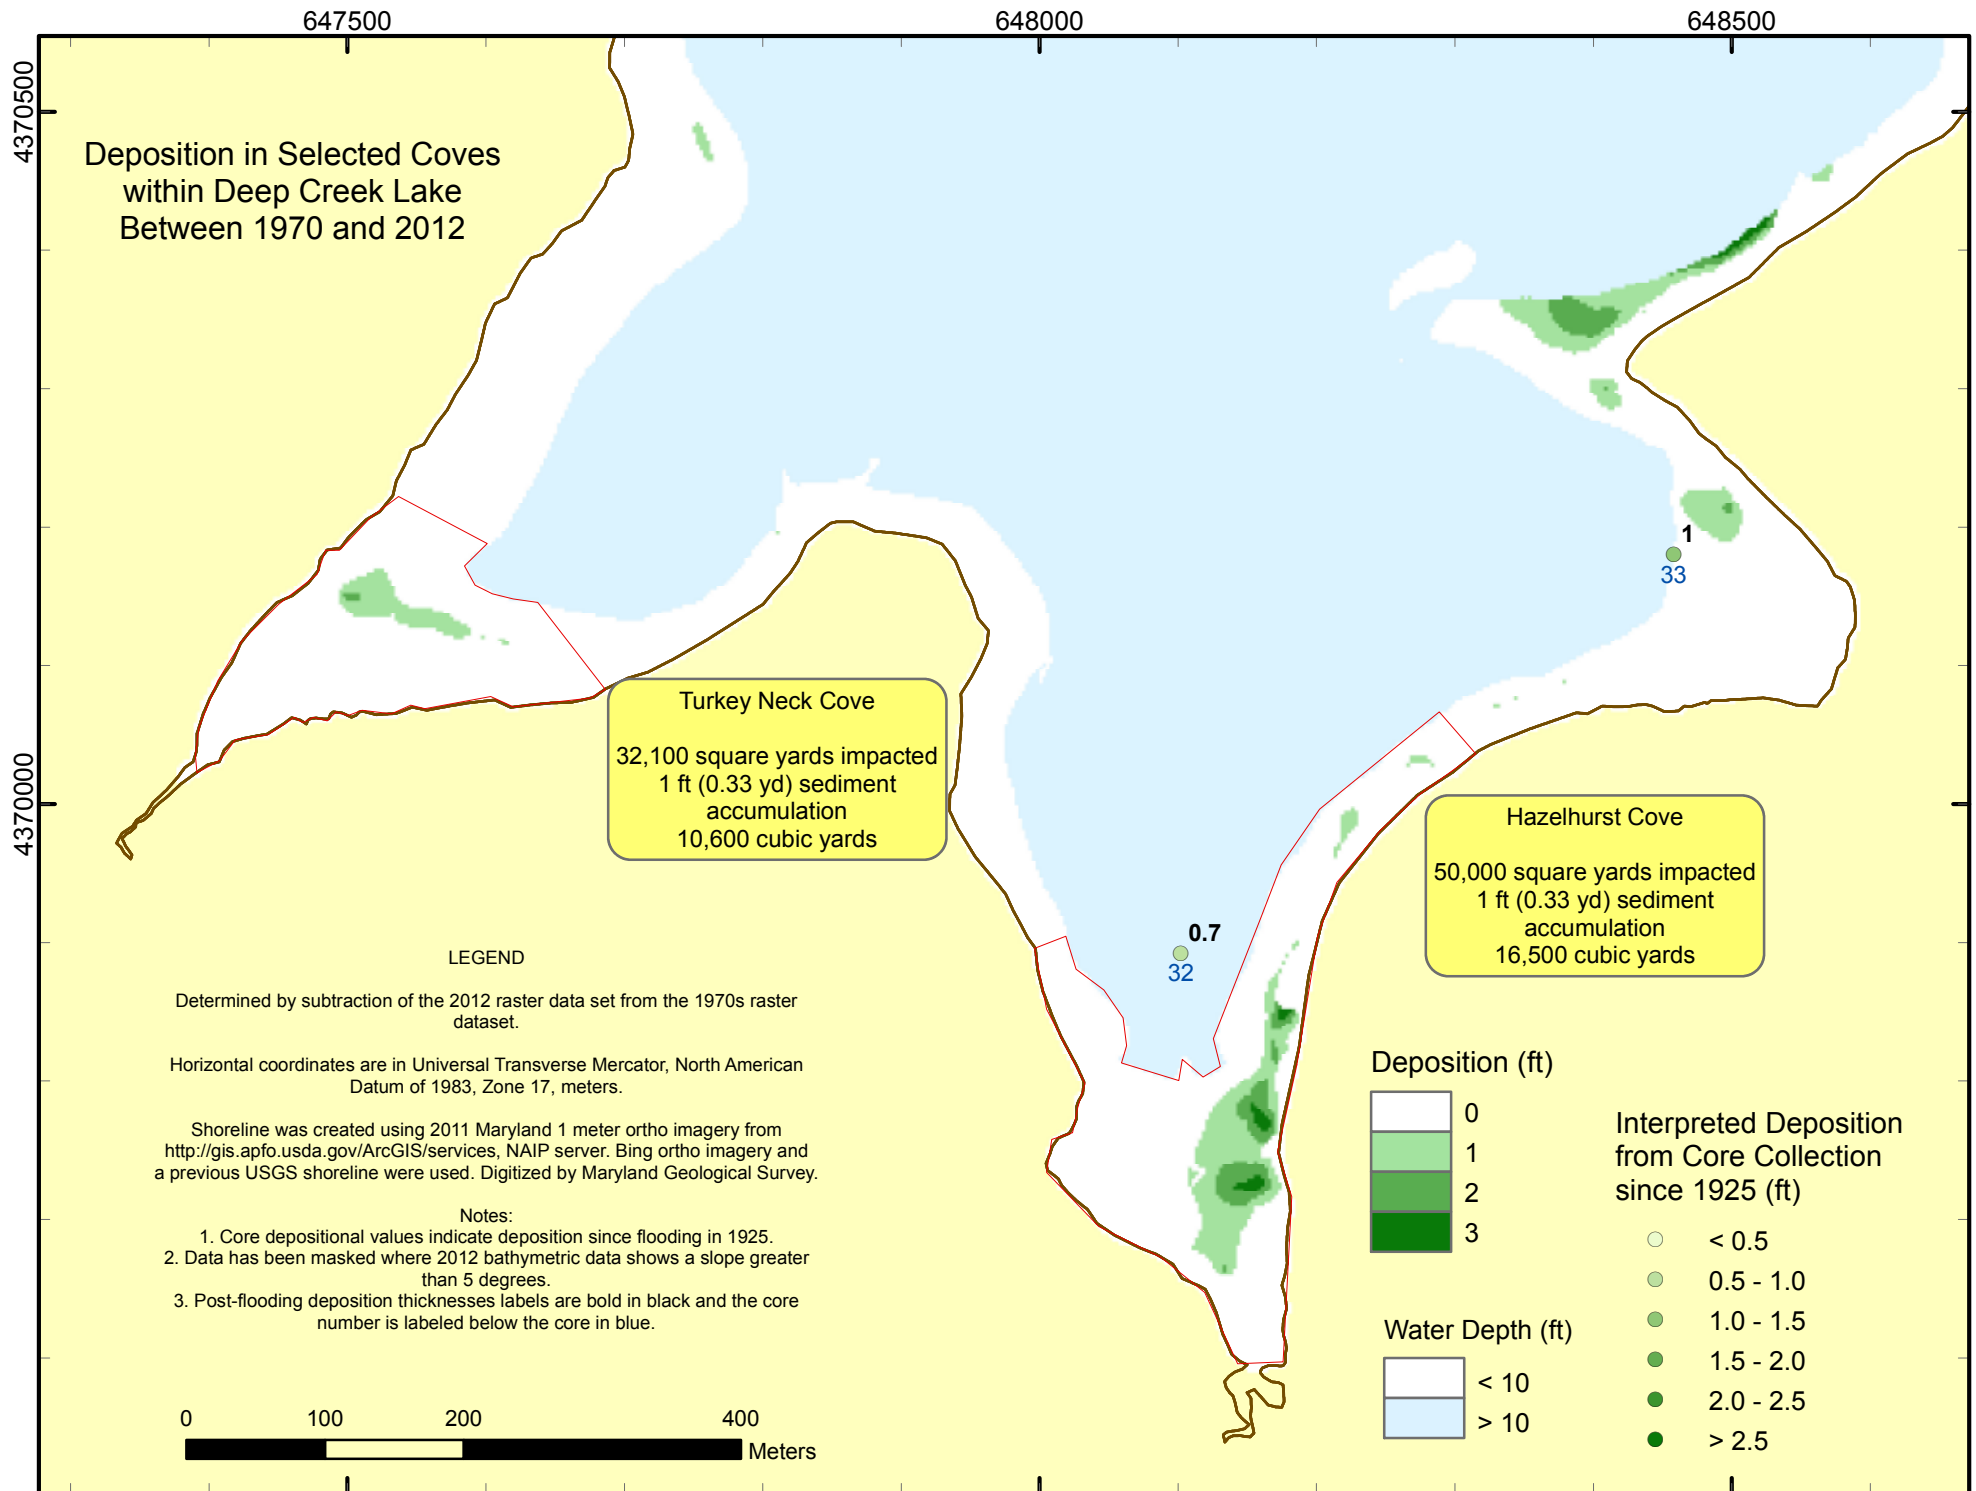 647500
648000
648500
4370500
4370000
Deposition in Selected Coves
within Deep Creek Lake
Between 1970 and 2012
1
33
Turkey Neck Cove
32,100 square yards impacted
1 ft (0.33 yd) sediment
accumulation
10,600 cubic yards
Hazelhurst Cove
50,000 square yards impacted
1 ft (0.33 yd) sediment
accumulation
16,500 cubic yards
0.7
32
LEGEND
Determined by subtraction of the 2012 raster data set from the 1970s raster
dataset.
Horizontal coordinates are in Universal Transverse Mercator, North American
Datum of 1983, Zone 17, meters.
Shoreline was created using 2011 Maryland 1 meter ortho imagery from
http://gis.apfo.usda.gov/ArcGIS/services, NAIP server. Bing ortho imagery and
a previous USGS shoreline were used. Digitized by Maryland Geological Survey.
Notes:
1. Core depositional values indicate deposition since flooding in 1925.
2. Data has been masked where 2012 bathymetric data shows a slope greater
than 5 degrees.
3. Post-flooding deposition thicknesses labels are bold in black and the core
number is labeled below the core in blue.
0 100 200 400
Meters
Deposition (ft)
0
1
2
3
Water Depth (ft)
< 10
> 10
Interpreted Deposition
from Core Collection
since 1925 (ft)
< 0.5
0.5 - 1.0
1.0 - 1.5
1.5 - 2.0
2.0 - 2.5
> 2.5